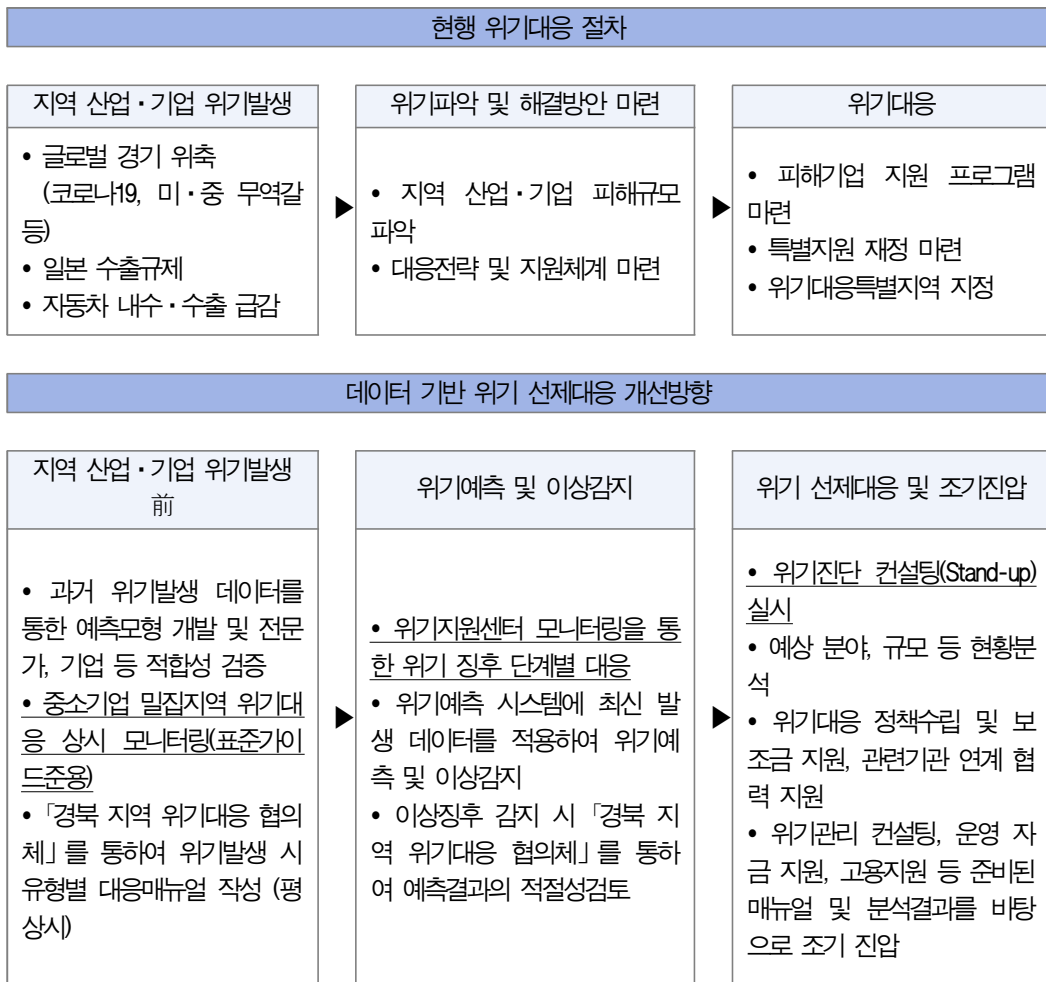 현행 위기대응 절차
지역 산업・기업 위기발생
• 글로벌 경기 위축
(코로나19, 미・중 무역갈
등)
• 일본 수출규제
• 자동차 내수・수출 급감
▶
위기파악 및 해결방안 마련
• 지역 산업・기업 피해규모
파악
• 대응전략 및 지원체계 마련
▶
위기대응
• 피해기업 지원 프로그램
마련
• 특별지원 재정 마련
• 위기대응특별지역 지정
데이터 기반 위기 선제대응 개선방향
지역 산업・기업 위기발생
前
• 과거 위기발생 데이터를
통한 예측모형 개발 및 전문
가, 기업 등 적합성 검증
• 중소기업 밀집지역 위기대
응 상시 모니터링(표준가이
드준용)
•「경북 지역 위기대응 협의
체」를 통하여 위기발생 시
유형별 대응매뉴얼 작성 (평
상시)
▶
위기예측 및 이상감지
• 위기지원센터 모니터링을 통
한 위기 징후 단계별 대응
• 위기예측 시스템에 최신 발
생 데이터를 적용하여 위기예
측 및 이상감지
• 이상징후 감지 시「경북 지
역 위기대응 협의체」를 통하
여 예측결과의 적절성검토
▶
위기 선제대응 및 조기진압
• 위기진단 컨설팅(Stand-up)
실시
• 예상 분야, 규모 등 현황분
석
• 위기대응 정책수립 및 보
조금 지원, 관련기관 연계 협
력 지원
• 위기관리 컨설팅, 운영 자
금 지원, 고용지원 등 준비된
매뉴얼 및 분석결과를 바탕
으로 조기 진압